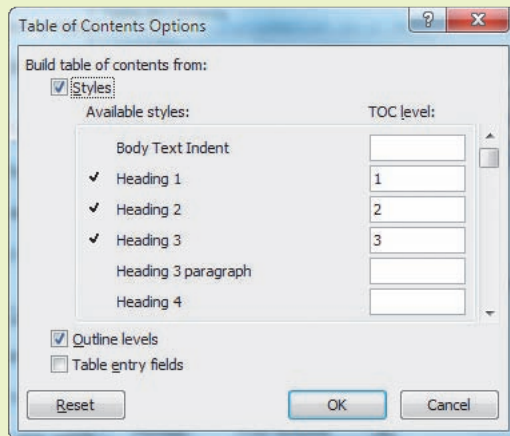 Table of Contents Options
Build table of contents from:
Styles
Available styles: TOC level:
Body Text Indent
Heading 1 1
Heading 2 2
Heading 3 3
Heading 3 paragraph
Heading 4
Outline levels
Table entry fields
Reset OK Cancel